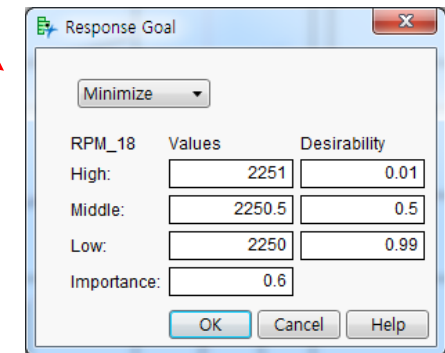 Response Goal
Minimize
RPM_18 Values Desirability
High: 2251 0.01
Middle: 2250.5 0.5
Low: 2250 0.99
Importance: 0.6
OK Cancel Help